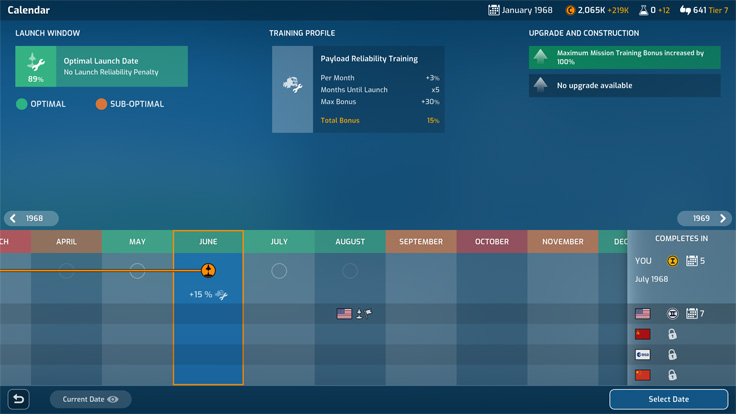 Calendar
January 1968
2,065K +219K
0 +12
641 Tier 7
LAUNCH WINDOW
TRAINING PROFILE
UPGRADE AND CONSTRUCTION
89%
Optimal Launch Date
No Launch Reliability Penalty
OPTIMAL
SUB-OPTIMAL
Payload Reliability Training
Per Month +3%
Months Until Launch x5
Max Bonus +30%
Total Bonus 15%
Maximum Mission Training Bonus increased by
100%
No upgrade available
1968
1969
CH
APRIL
MAY
JUNE
JULY
AUGUST
SEPTEMBER
OCTOBER
NOVEMBER
DEC
+15 %
COMPLETES IN
YOU 5
July 1968
7
Current Date
Select Date